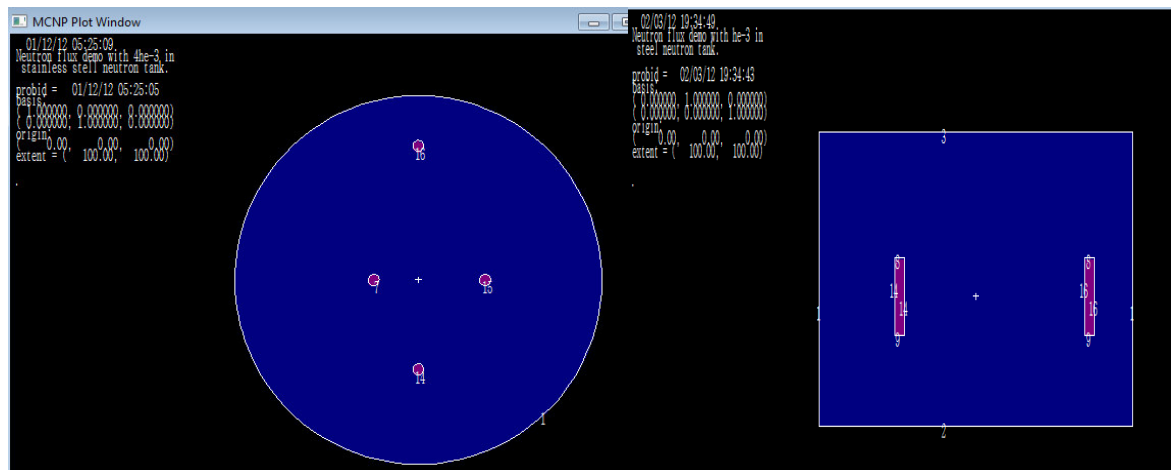 MCNP Plot Window
01/12/12 05:25:09
Neutron flux demo with 4he-3 in
stainless stell neutron tank.
probid = 01/12/12 05:25:05
basis:
( 1.000000, 0.000000, 0.000000)
( 0.000000, 1.000000, 0.000000)
origin:
( 0.00, 0.00, 0.00)
extent = ( 100.00, 100.00)
16
7
15
14
1
02/03/12 19:34:49
Neutron flux demo with he-3 in
steel neutron tank.
probid = 02/03/12 19:34:43
basis:
( 0.000000, 1.000000, 0.000000)
( 0.000000, 0.000000, 1.000000)
origin:
( 0.00, 0.00, 0.00)
extent = ( 100.00, 100.00)
3
8
8
14
16
14
16
1
1
9
9
2